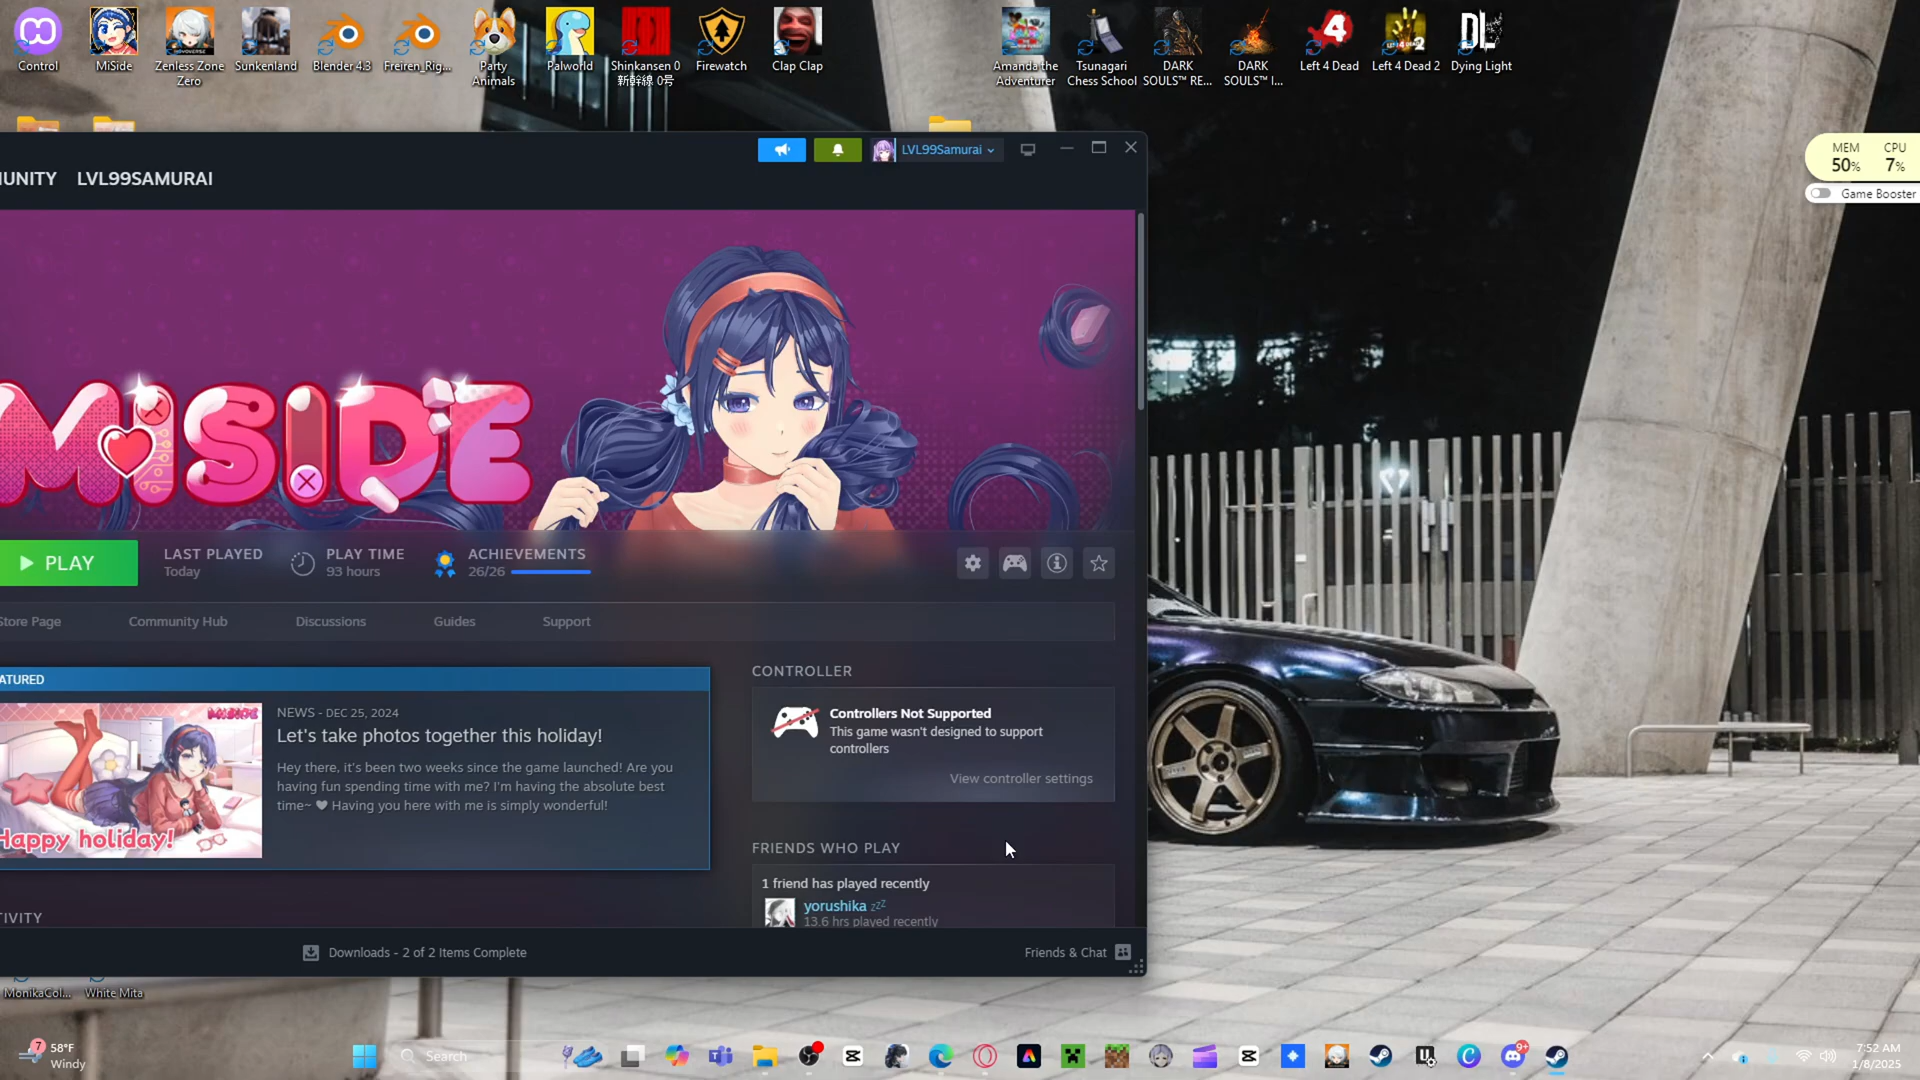 Control
MiSide
Zenless Zone
Zero
Sunkenland
Blender 4.3
Freiren_Rig...
Party
Animals
Palworld
Shinkansen 0
新幹線 0号
Firewatch
Clap Clap
Amanda the
Adventurer
Tsunagari
Chess School
DARK
SOULS™ RE...
DARK
SOULS™ I...
Left 4 Dead
Left 4 Dead 2
DL
Dying Light
MEM CPU
50% 7%
Game Booster
LVL99Samurai
UNITY LVL99SAMURAI
MISIDE
PLAY
LAST PLAYED
Today
PLAY TIME
93 hours
ACHIEVEMENTS
26/26
Store Page Community Hub Discussions Guides Support
ATURED
MISIDE
Happy holiday!
NEWS - DEC 25, 2024
Let's take photos together this holiday!
Hey there, it's been two weeks since the game launched! Are you
having fun spending time with me? I'm having the absolute best
time~ ♥ Having you here with me is simply wonderful!
CONTROLLER
Controllers Not Supported
This game wasn't designed to support
controllers
View controller settings
FRIENDS WHO PLAY
1 friend has played recently
yorushika zzZ
13.6 hrs played recently
TIVITY
Downloads - 2 of 2 Items Complete
Friends & Chat
MonikaCol... White Mita
7
58°F
Windy
Search
9+
7:52 AM
1/8/2025